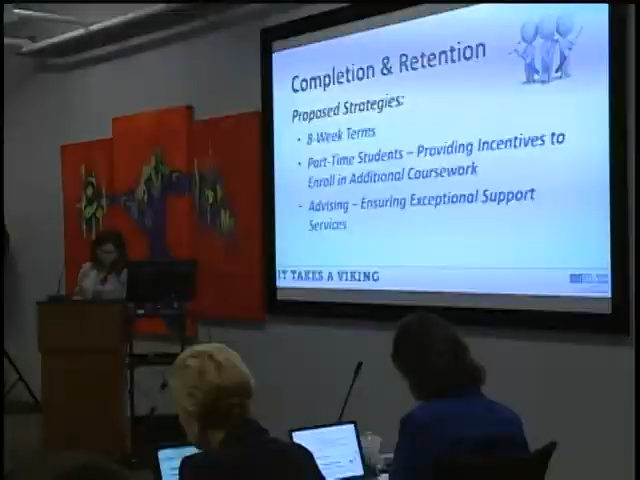 Completion & Retention
Proposed Strategies:
• 8-Week Terms
• Part-Time Students – Providing Incentives to
Enroll in Additional Coursework
• Advising – Ensuring Exceptional Support
Services
IT TAKES A VIKING